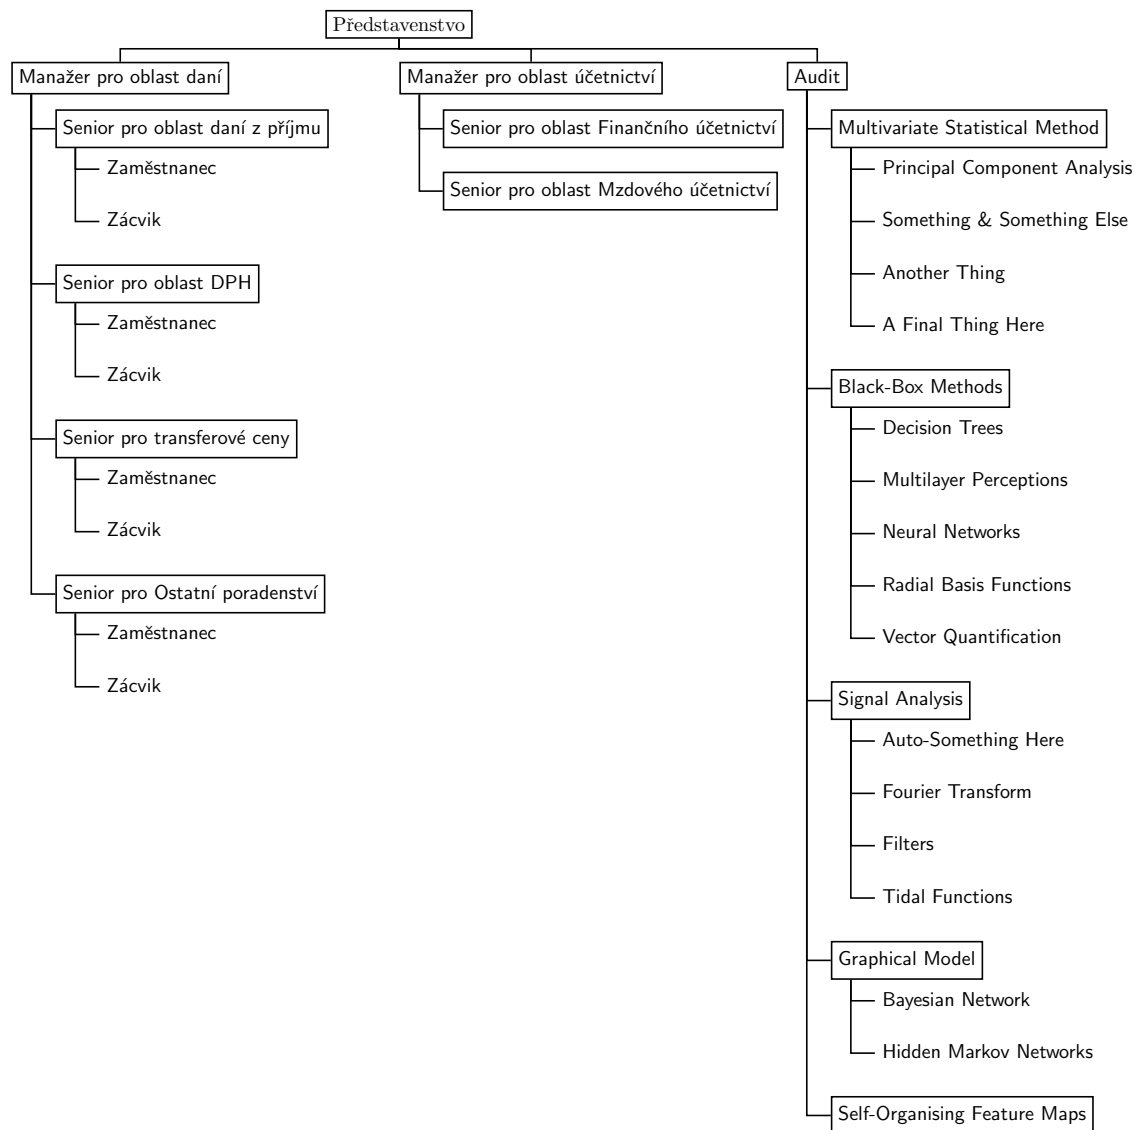 Představenstvo
Manažer pro oblast daní
Senior pro oblast daní z příjmu
Zaměstnanec
Zácvik
Senior pro oblast DPH
Zaměstnanec
Zácvik
Senior pro transferové ceny
Zaměstnanec
Zácvik
Senior pro Ostatní poradenství
Zaměstnanec
Zácvik
Manažer pro oblast účetnictví
Senior pro oblast Finančního účetnictví
Senior pro oblast Mzdového účetnictví
Audit
Multivariate Statistical Method
Principal Component Analysis
Something & Something Else
Another Thing
A Final Thing Here
Black-Box Methods
Decision Trees
Multilayer Perceptions
Neural Networks
Radial Basis Functions
Vector Quantification
Signal Analysis
Auto-Something Here
Fourier Transform
Filters
Tidal Functions
Graphical Model
Bayesian Network
Hidden Markov Networks
Self-Organising Feature Maps